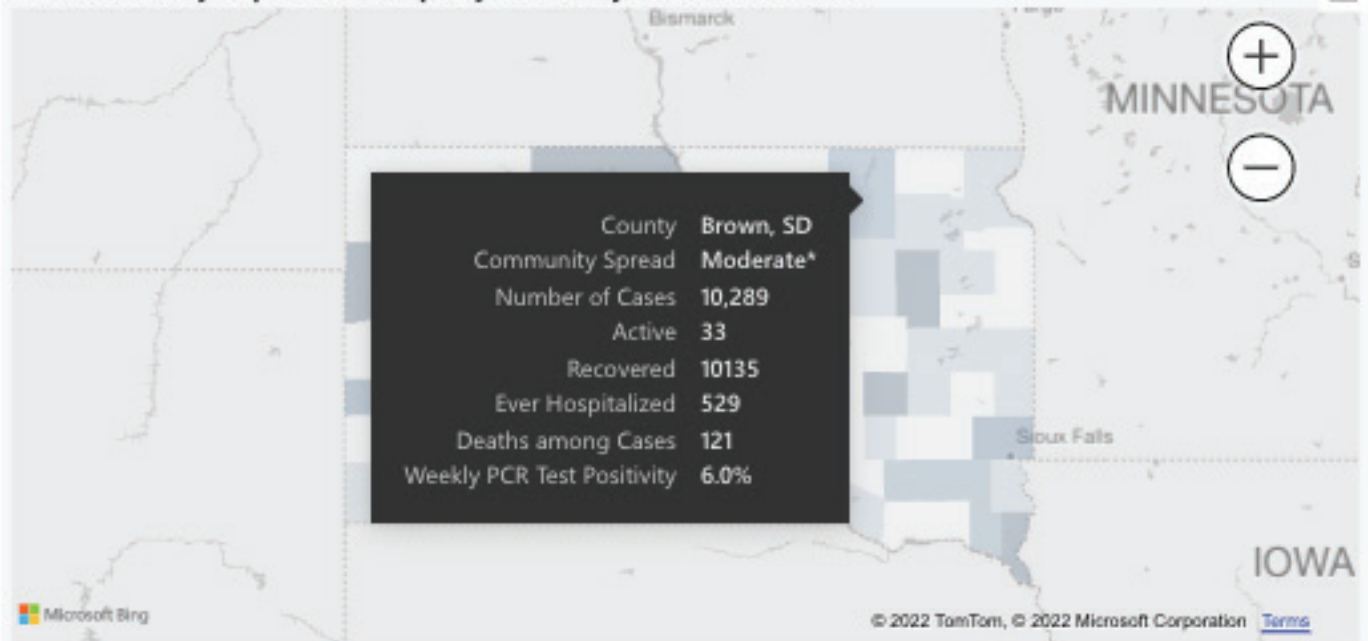 Bismarck
MINNESOTA
County Brown, SD
Community Spread Moderate*
Number of Cases 10,289
Active 33
Recovered 10135
Ever Hospitalized 529
Deaths among Cases 121
Weekly PCR Test Positivity 6.0%
Sioux Falls
IOWA
Microsoft Bing
© 2022 TomTom, © 2022 Microsoft Corporation Terms